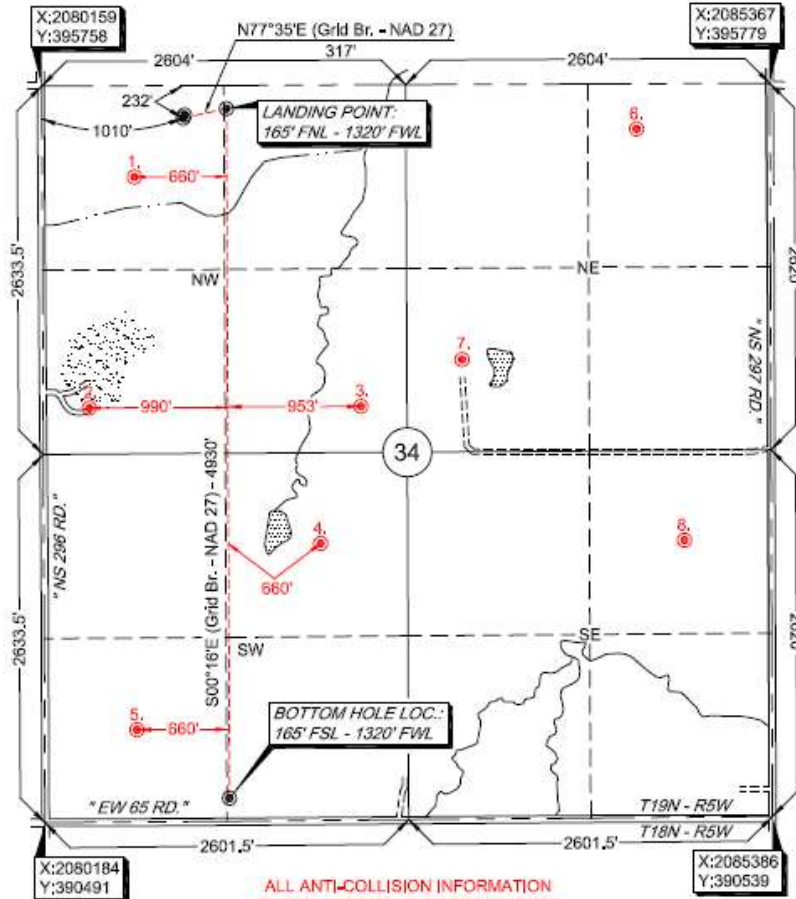 X:2080159
Y:395758
N77°35'E (Grid Br. - NAD 27)
317'
X:2085367
Y:395779
2604'
2604'
232'
1010'
LANDING POINT:
165' FNL - 1320' FWL
6.
1.
660'
2633.5'
NW
NE
7.
"NS 297 RD."
2.
990'
953'
3.
34
"NS 296 RD."
S00°16'E (Grid Br. - NAD 27) - 4930'
4.
660'
8.
2633.5'
SW
SE
5.
660'
BOTTOM HOLE LOC.:
165' FSL - 1320' FWL
"EW 65 RD."
T19N - R5W
T18N - R5W
2601.5'
2601.5'
X:2080184
Y:390491
X:2085386
Y:390539
ALL ANTI-COLLISION INFORMATION